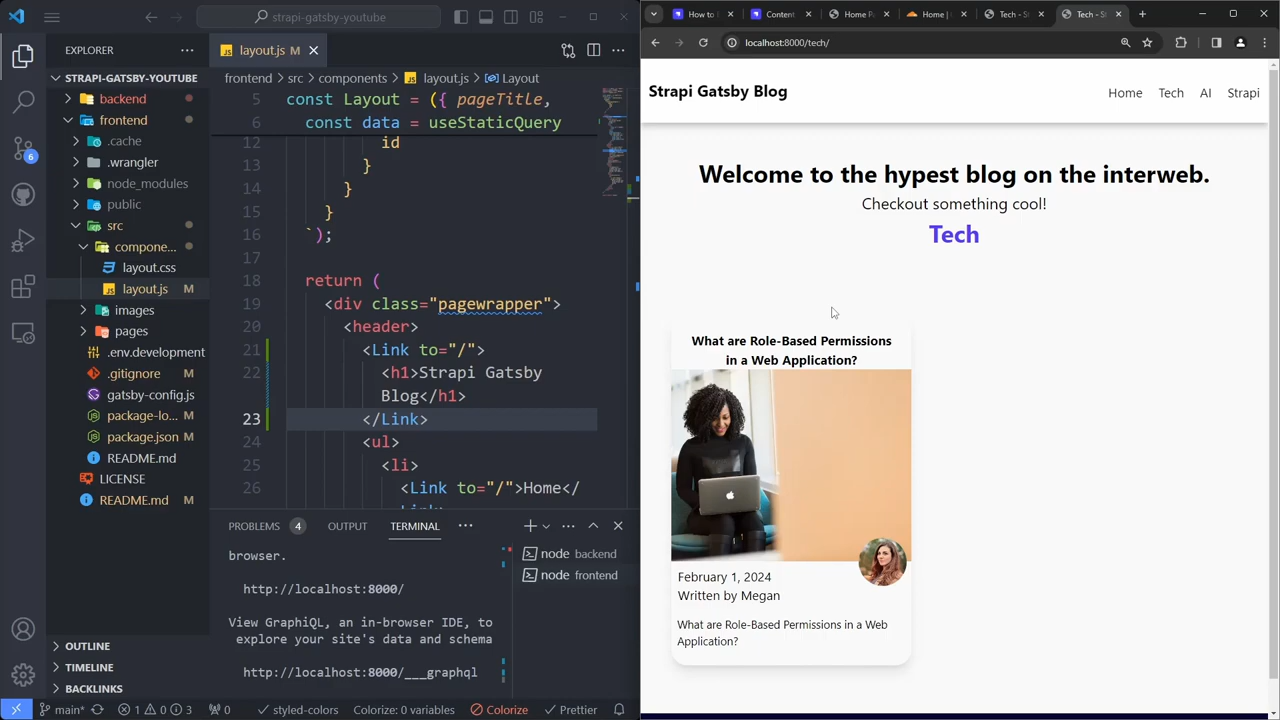 strapi-gatsby-youtube
EXPLORER
STRAPI-GATSBY-YOUTUBE
backend
frontend
.cache
.wrangler
node_modules
public
src
compone...
layout.css
layout.js M
images
pages
.env.development
.gitignore
gatsby-config.js
package-lo... M
package.json M
README.md
LICENSE
README.md M
OUTLINE
TIMELINE
BACKLINKS
6
layout.js M
frontend > src > components > layout.js > Layout
5 const Layout = ({ pageTitle,
6 const data = useStaticQuery
12 id
13 }
14 }
15 }
16 `);
17
18 return (
19 <div class="pagewrapper">
20 <header>
21 <Link to="/">
22 <h1>Strapi Gatsby
Blog</h1>
23 </Link>
24 <ul>
25 <li>
26 <Link to="/">Home</
PROBLEMS 4 OUTPUT TERMINAL
browser.
http://localhost:8000/
View GraphiQL, an in-browser IDE, to
explore your site's data and schema
http://localhost:8000/___graphql
node backend
node frontend
main* 1 0 3 0 styled-colors Colorize: 0 variables Colorize Prettier
How to Content Home P Home | Tech - S Tech - S
localhost:8000/tech/
Strapi Gatsby Blog
Home Tech AI Strapi
Welcome to the hypest blog on the interweb.
Checkout something cool!
Tech
What are Role-Based Permissions
in a Web Application?
February 1, 2024
Written by Megan
What are Role-Based Permissions in a Web
Application?